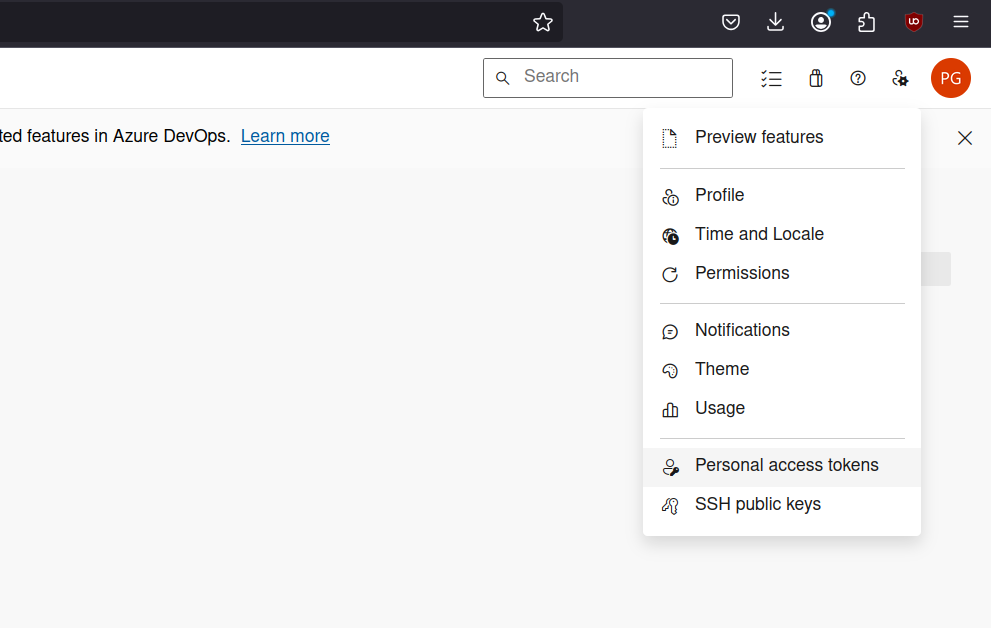 Search
PG
ted features in Azure DevOps. Learn more
Preview features
Profile
Time and Locale
Permissions
Notifications
Theme
Usage
Personal access tokens
SSH public keys